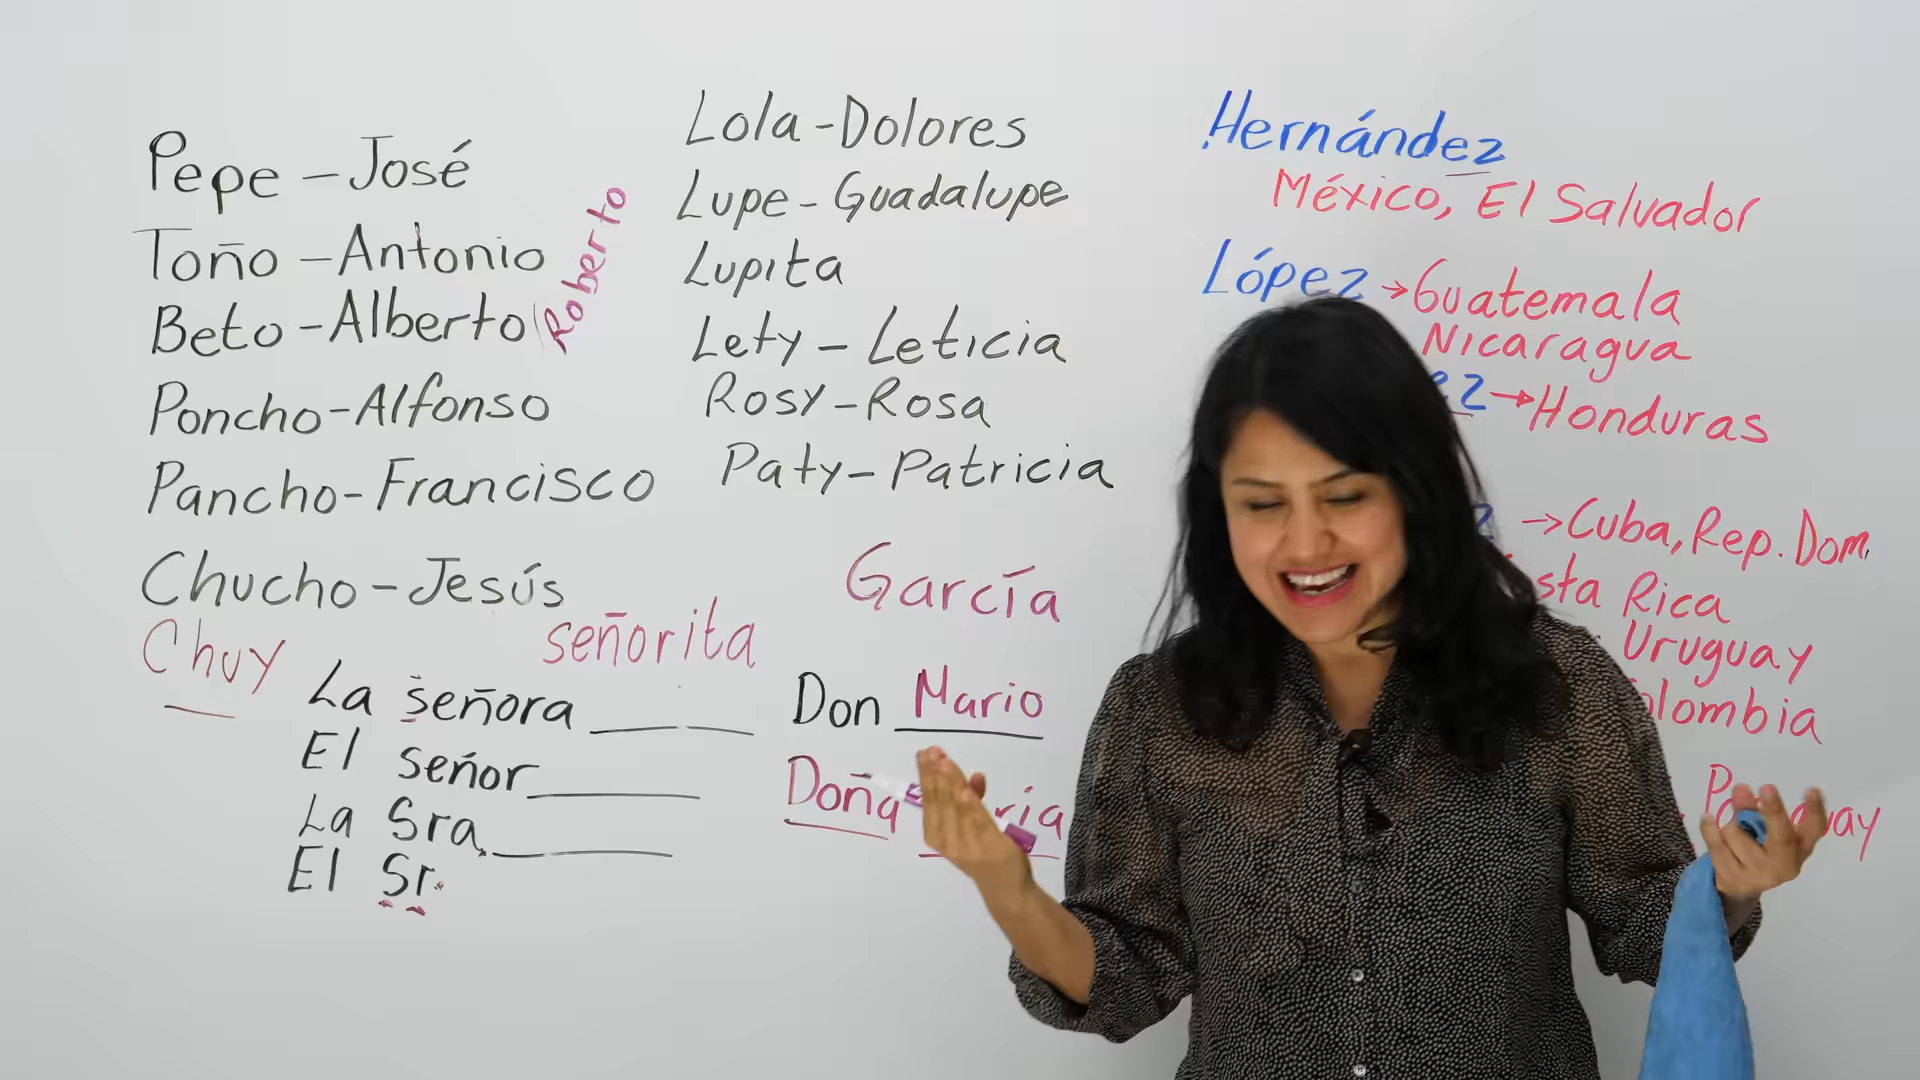 Pepe – José
Toño – Antonio
Beto – Alberto
Roberto
Poncho – Alfonso
Pancho – Francisco
Chucho – Jesús
Chuy
señorita
La señora
El señor
La Sra.
El Sr.
Lola – Dolores
Lupe – Guadalupe
Lupita
Lety – Leticia
Rosy – Rosa
Paty – Patricia
García
Don Mario
Doña
Hernández
México, El Salvador
López → Guatemala
Nicaragua
→ Honduras
→ Cuba, Rep. Dom.
Rica
Uruguay